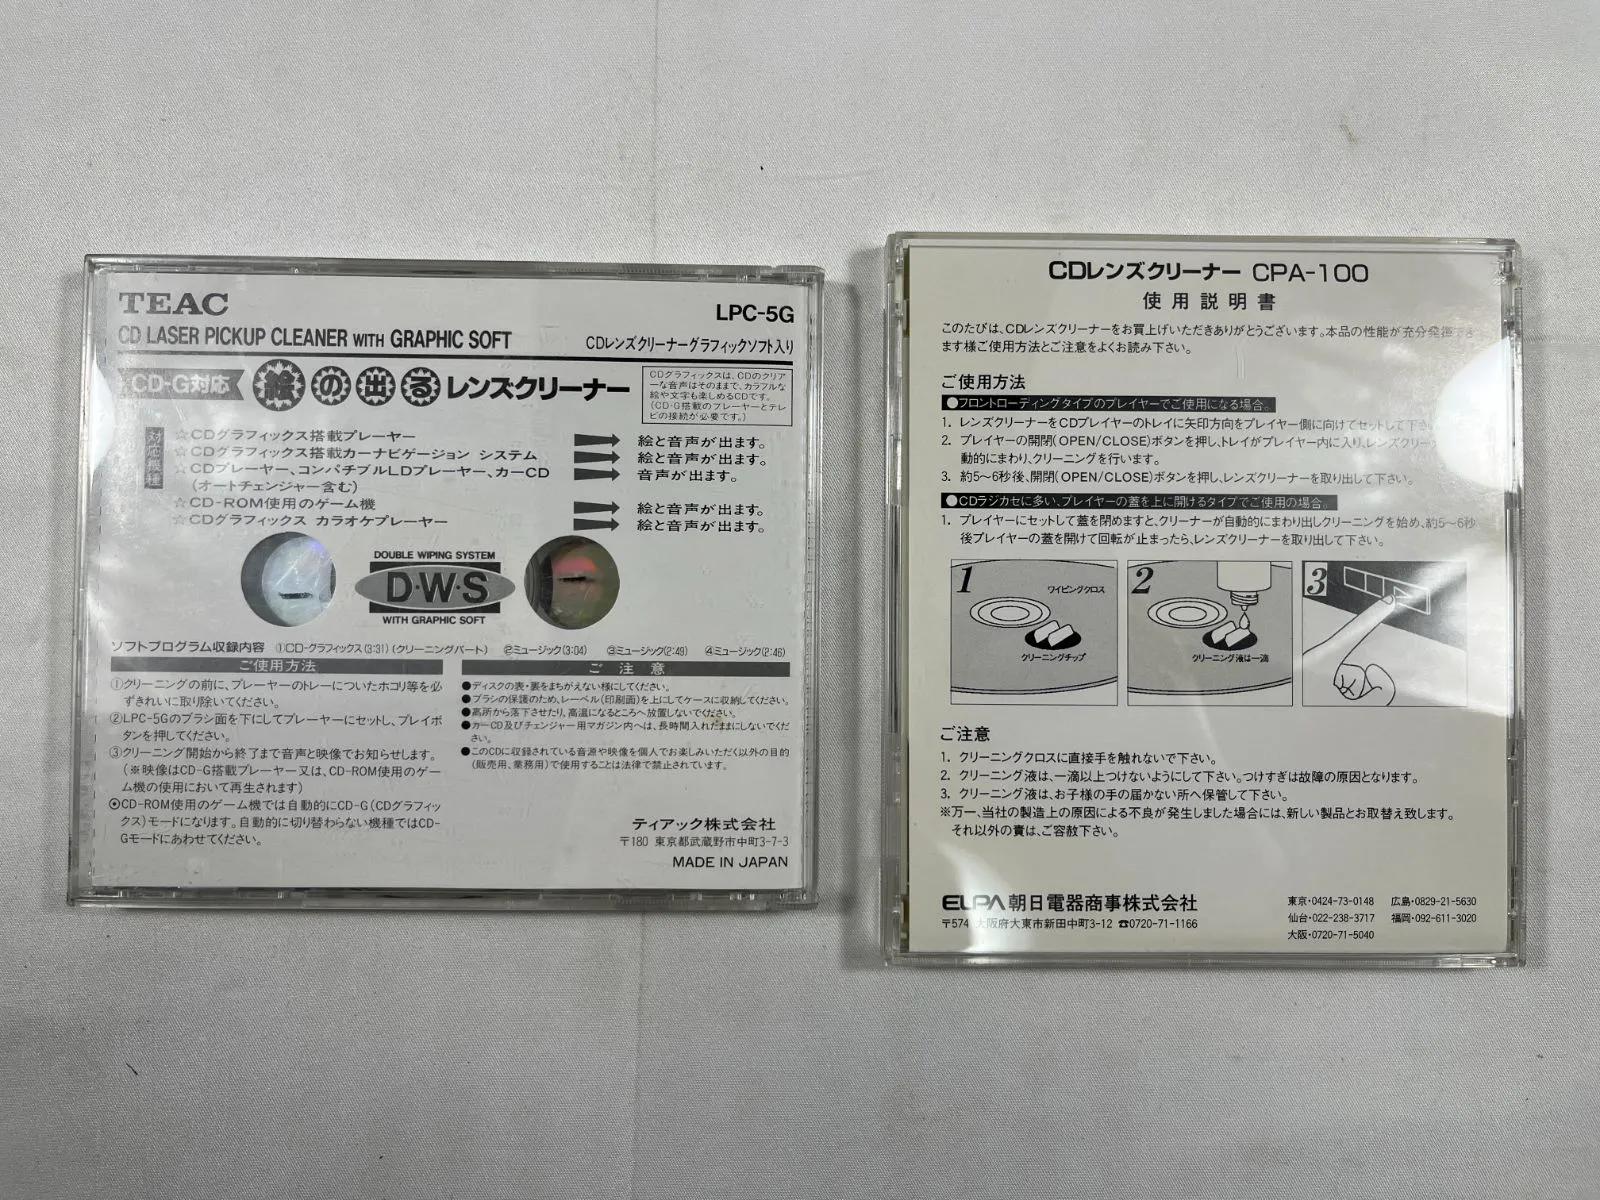 TEAC
LPC-5G
CD LASER PICKUP CLEANER WITH GRAPHIC SOFT
CDレンズクリーナーグラフィックソフト入り
CD-G対応 絵の出るレンズクリーナー
CDグラフィックスは、CDのクリア
ーな音声はそのままで、カラフルな
絵や文字も楽しめるCDです。
(CD-G搭載のプレーヤーとテレ
ビの接続が必要です。)
対応機種
☆CDグラフィックス搭載プレーヤー 絵と音声が出ます。
☆CDグラフィックス搭載カーナビゲーション システム 絵と音声が出ます。
☆CDプレーヤー、コンパチブルLDプレーヤー、カーCD 音声が出ます。
(オートチェンジャー含む)
☆CD-ROM使用のゲーム機 絵と音声が出ます。
☆CDグラフィックス カラオケプレーヤー 絵と音声が出ます。
DOUBLE WIPING SYSTEM
D・W・S
WITH GRAPHIC SOFT
ソフトプログラム収録内容 ①CD-グラフィックス(3:31)(クリーニングパート) ②ミュージック(3:04) ③ミュージック(2:49) ④ミュージック(2:46)
ご使用方法
①クリーニングの前に、プレーヤーのトレーについたホコリ等を必
ずきれいに取り除いてください。
②LPC-5Gのブラシ面を下にしてプレーヤーにセットし、プレイボ
タンを押してください。
③クリーニング開始から終了まで音声と映像でお知らせします。
(※映像はCD-G搭載プレーヤー又は、CD-ROM使用のゲー
ム機の使用において再生されます)
⦿CD-ROM使用のゲーム機では自動的にCD-G(CDグラフィッ
クス)モードになります。自動的に切り替わらない機種ではCD-
Gモードにあわせてください。
ご注意
●ディスクの表・裏をまちがえない様にしてください。
●ブラシの保護のため、レーベル(印刷面)を上にしてケースに収納してください。
●高所から落下させたり、高温になるところへ放置しないでください。
●カーCD及びチェンジャー用マガジン内へは、長時間入れたままにしないでくだ
さい。
●このCDに収録されている音源や映像を個人でお楽しみいただく以外の目的
(販売用、業務用)で使用することは法律で禁止されています。
ティアック株式会社
〒180 東京都武蔵野市中町3-7-3
MADE IN JAPAN
CDレンズクリーナー CPA-100
使用説明書
このたびは、CDレンズクリーナーをお買上げいただきありがとうございます。本品の性能が充分発揮でき
ます様ご使用方法とご注意をよくお読み下さい。
ご使用方法
●フロントローディングタイプのプレイヤーでご使用になる場合。
1. レンズクリーナーをCDプレイヤーのトレイに矢印方向をプレイヤー側に向けてセットして下さい。
2. プレイヤーの開閉(OPEN/CLOSE)ボタンを押し、トレイがプレイヤー内に入り、レンズクリー
動的にまわり、クリーニングを行います。
3. 約5〜6秒後、開閉(OPEN/CLOSE)ボタンを押し、レンズクリーナーを取り出して下さい。
●CDラジカセに多い、プレイヤーの蓋を上に開けるタイプでご使用の場合。
1. プレイヤーにセットして蓋を閉めますと、クリーナーが自動的にまわり出しクリーニングを始め、約5〜6秒
後プレイヤーの蓋を開けて回転が止まったら、レンズクリーナーを取り出して下さい。
1
ワイピングクロス
クリーニングチップ
2
クリーニング液は一滴
3
ご注意
1. クリーニングクロスに直接手を触れないで下さい。
2. クリーニング液は、一滴以上つけないようにして下さい。つけすぎは故障の原因となります。
3. クリーニング液は、お子様の手の届かない所へ保管して下さい。
※万一、当社の製造上の原因による不良が発生しました場合には、新しい製品とお取替え致します。
それ以外の責は、ご容赦下さい。
ELPA 朝日電器商事株式会社
〒574 大阪府大東市新田中町3-12 ☎0720-71-1166
東京・0424-73-0148 広島・0829-21-5630
仙台・022-238-3717 福岡・092-611-3020
大阪・0720-71-5040